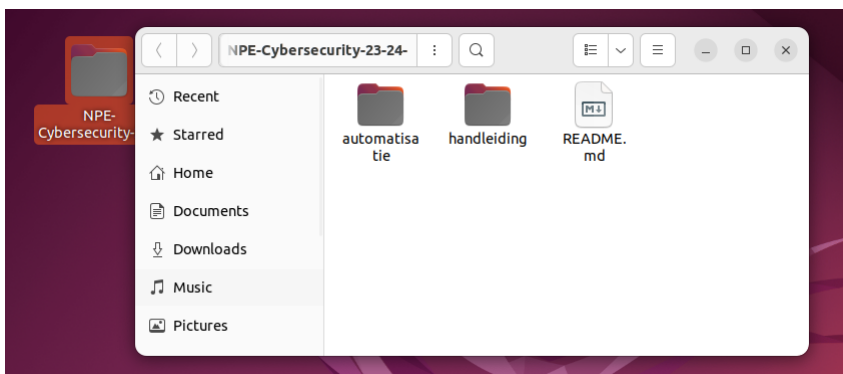 NPE-
Cybersecurity-
NPE-Cybersecurity-23-24-
Recent
Starred
Home
Documents
Downloads
Music
Pictures
automatisa
tie
handleiding
M↓
README.
md